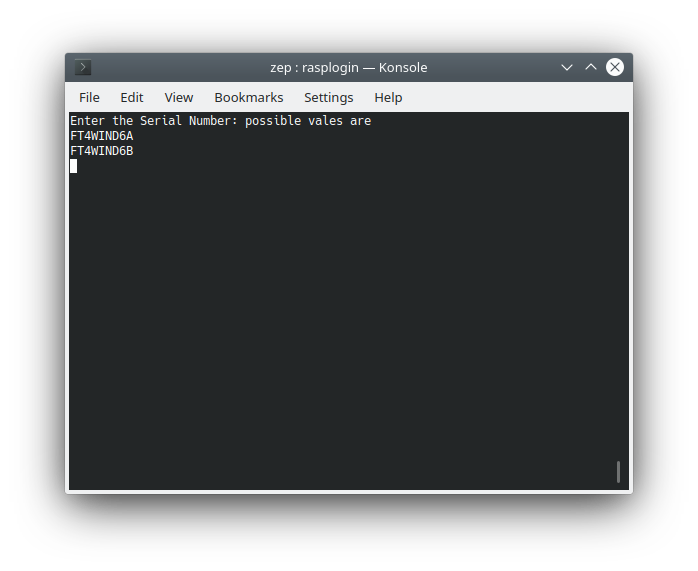 zep : rasplogin — Konsole
File Edit View Bookmarks Settings Help
Enter the Serial Number: possible vales are
FT4WIND6A
FT4WIND6B